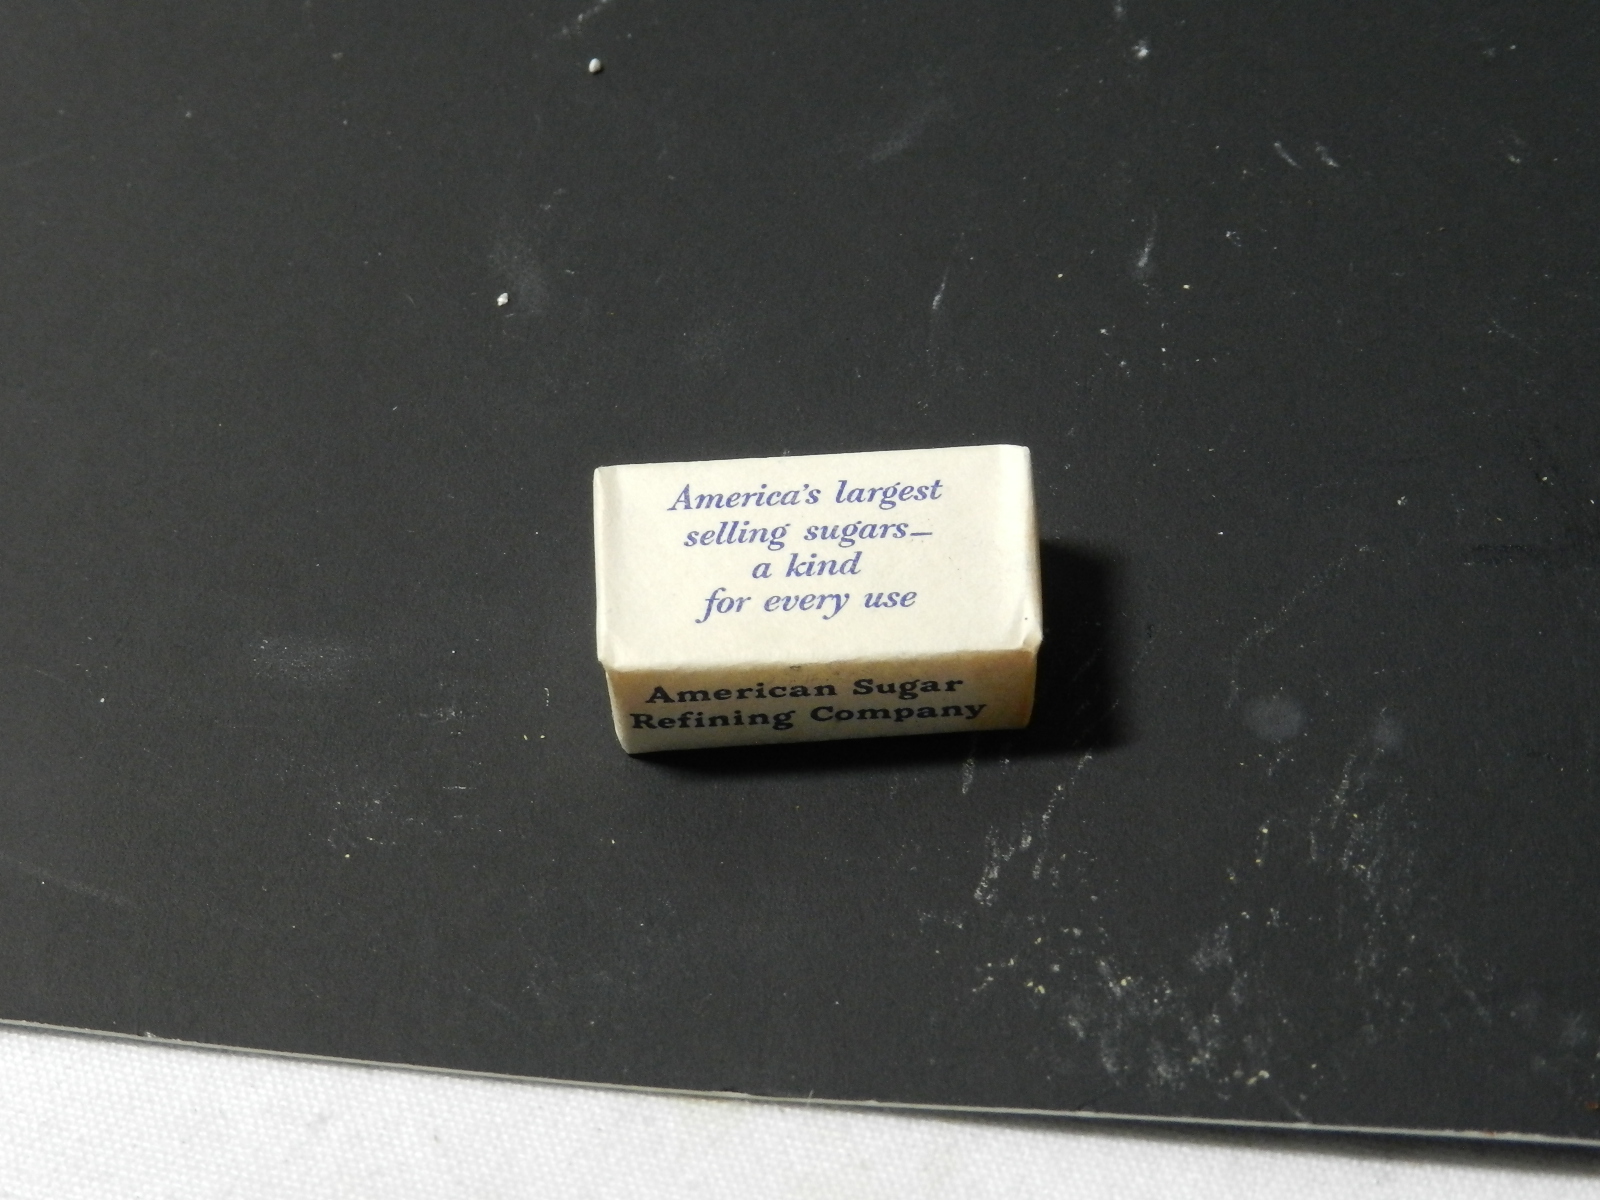 America's largest
selling sugars—
a kind
for every use
American Sugar
Refining Company